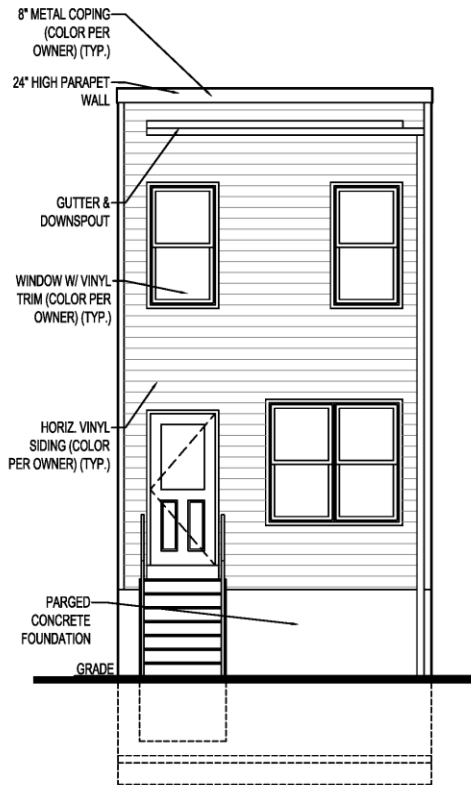 8" METAL COPING
(COLOR PER
OWNER) (TYP.)
24" HIGH PARAPET
WALL
GUTTER &
DOWNSPOUT
WINDOW W/ VINYL
TRIM (COLOR PER
OWNER) (TYP.)
HORIZ. VINYL
SIDING (COLOR
PER OWNER) (TYP.)
PARGED
CONCRETE
FOUNDATION
GRADE